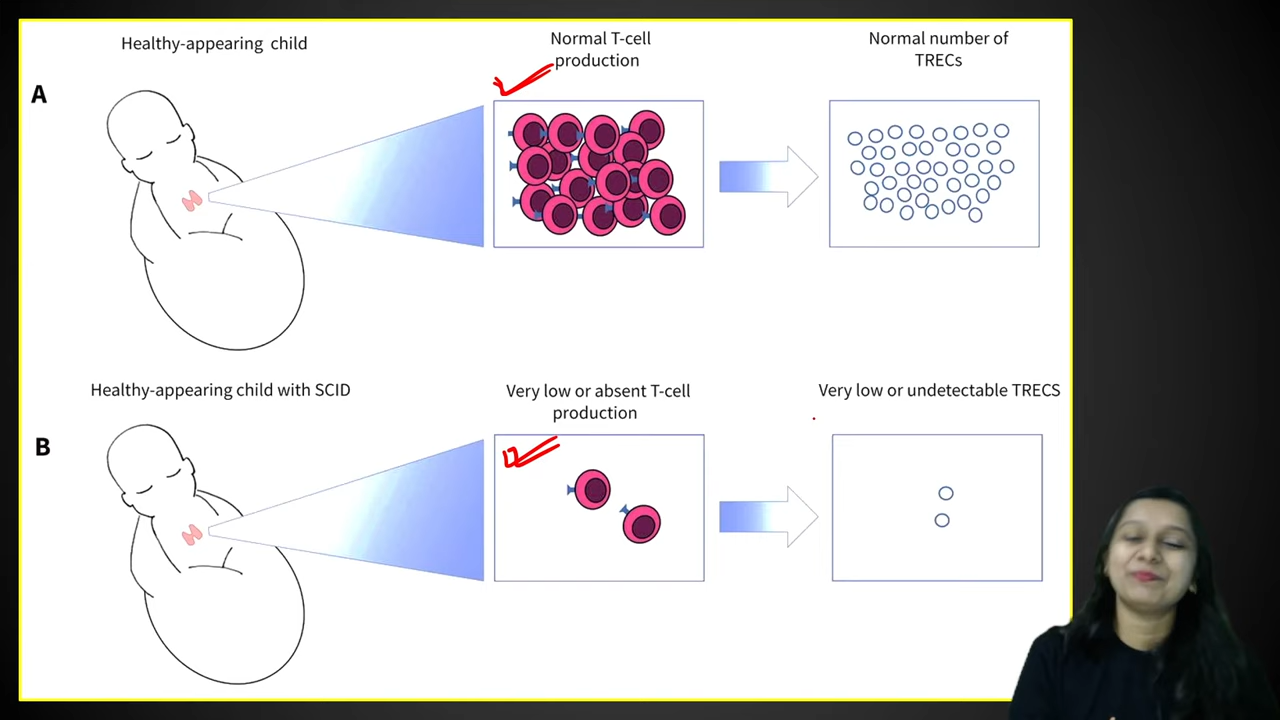 Healthy-appearing child
Normal T-cell
production
Normal number of
TRECs
A
Healthy-appearing child with SCID
Very low or absent T-cell
production
Very low or undetectable TRECS
B